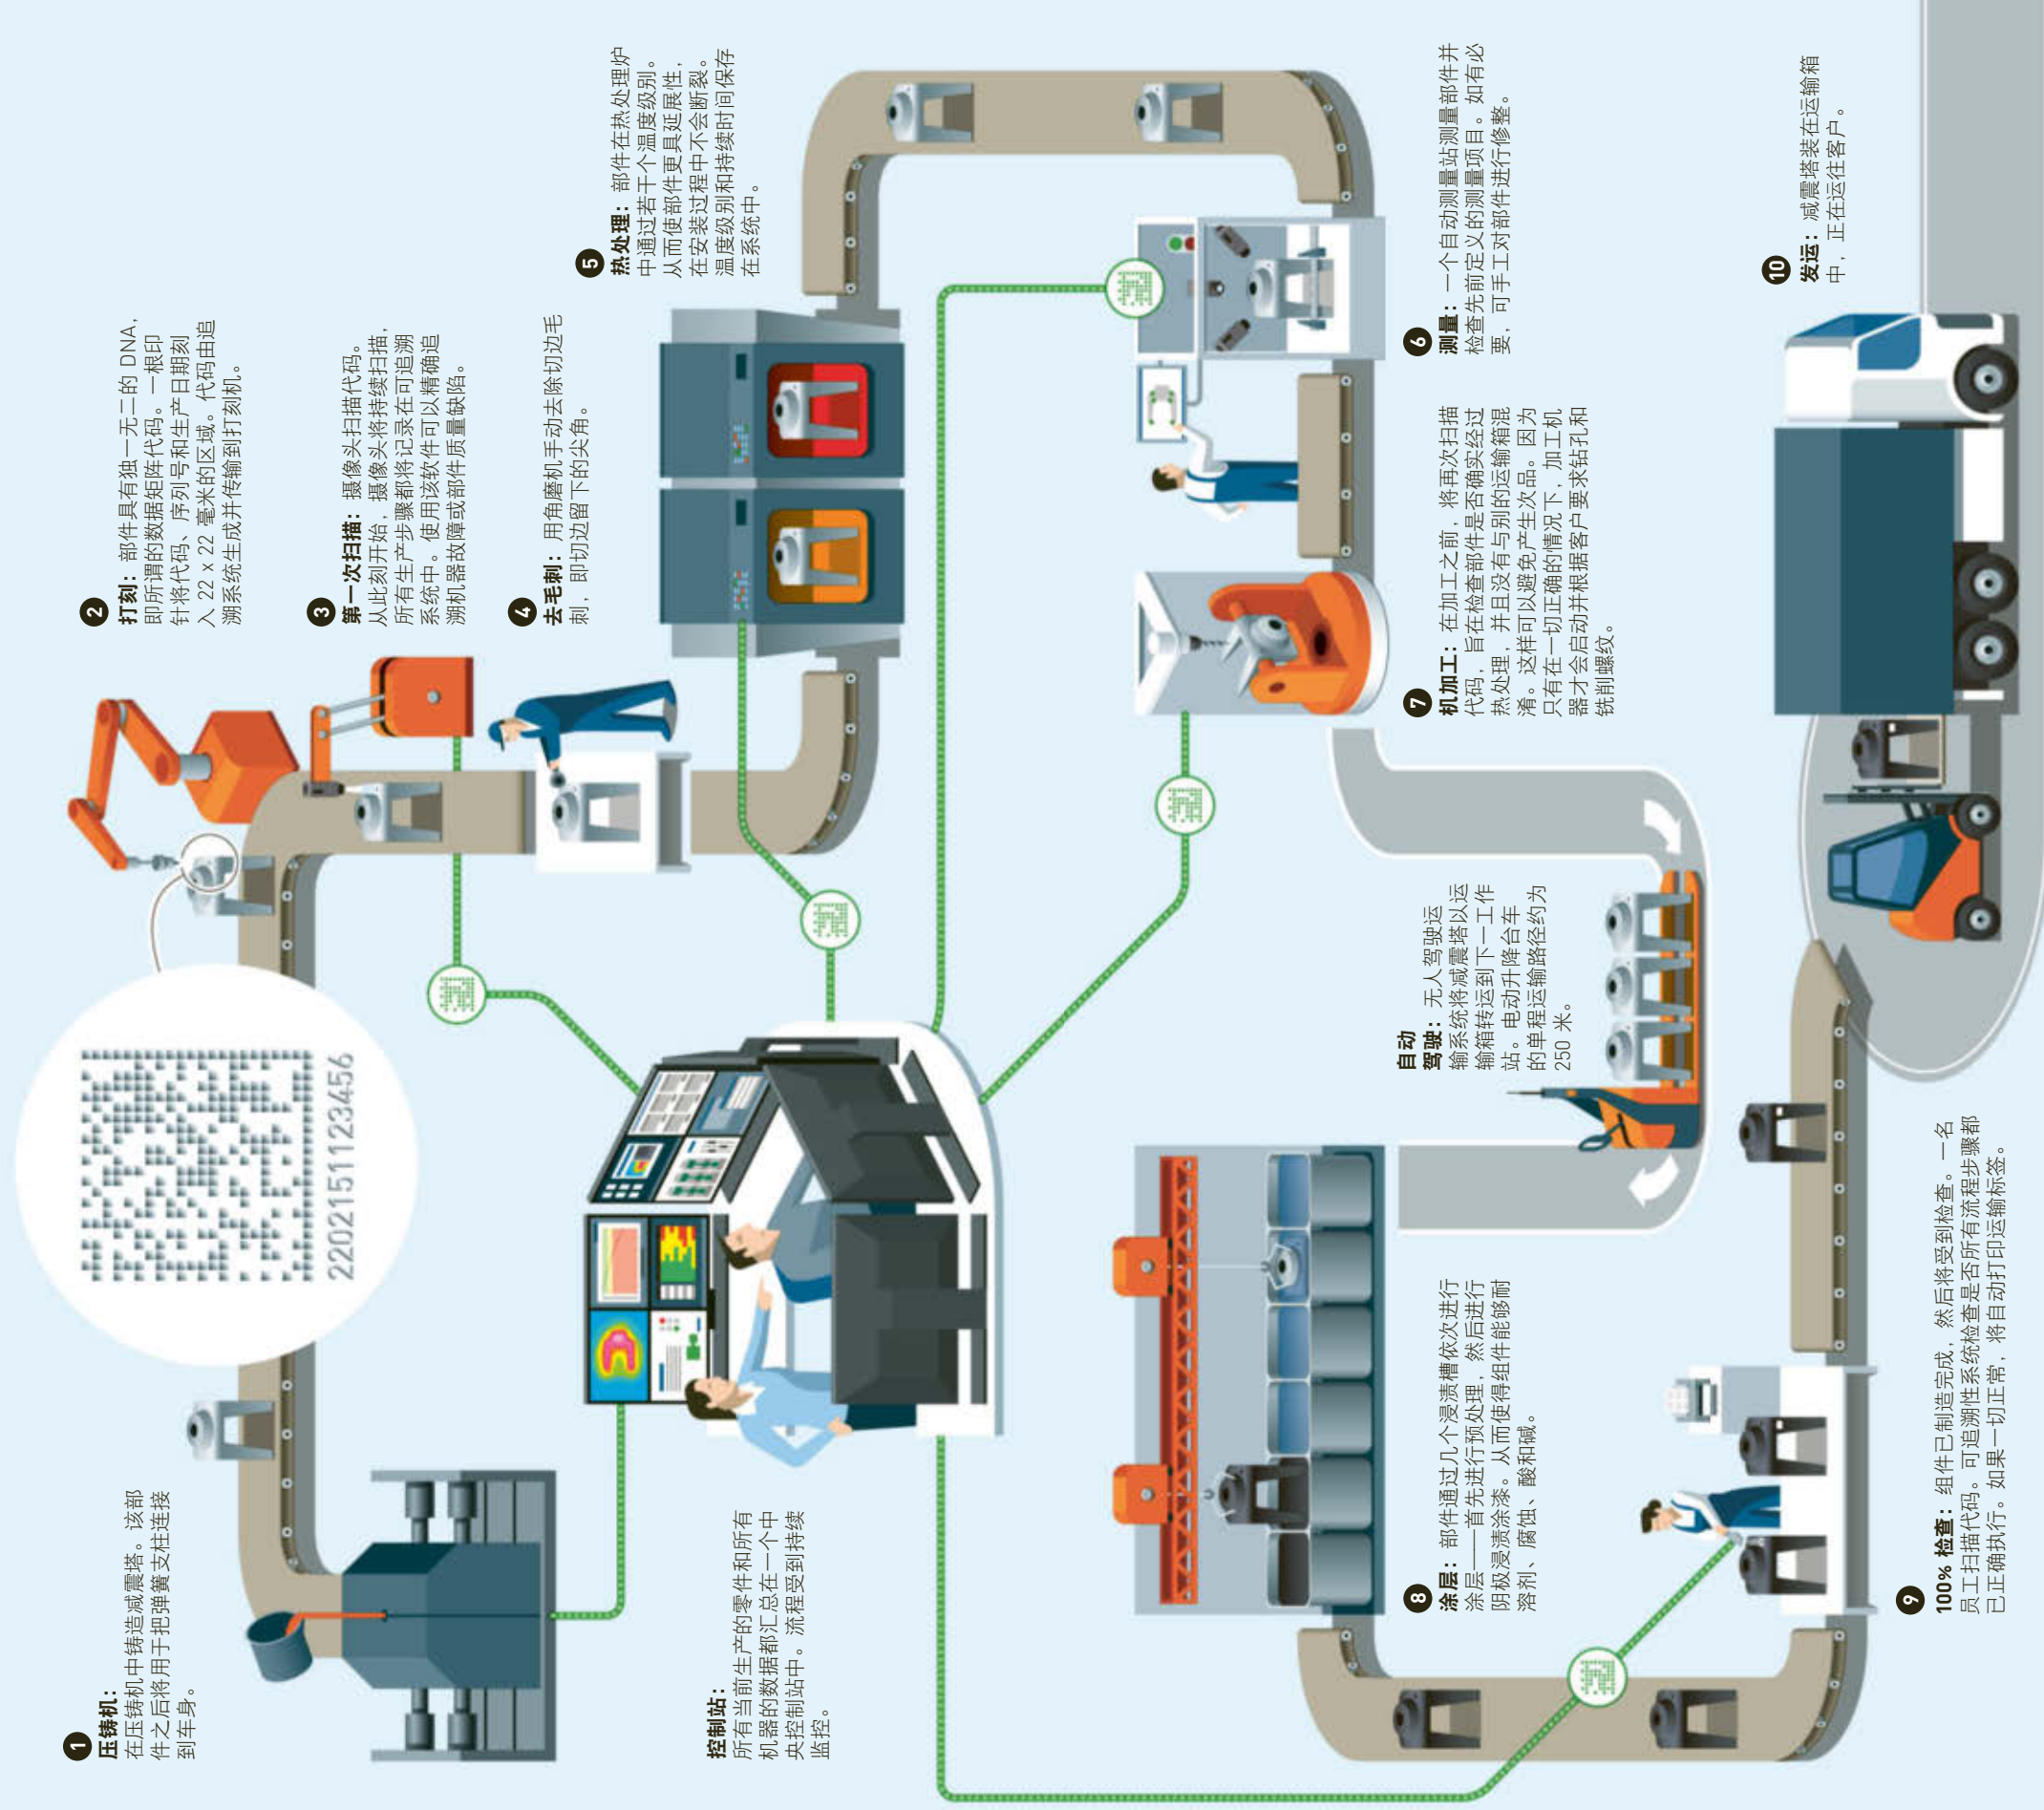 1
压铸机：
在压铸机中铸造减震塔。该部
件之后将用于把弹簧支柱连接
到车身。
2202151123456
2
打刻：部件具有独一无二的 DNA，
即所谓的数据矩阵代码。一根印
针将代码、序列号和生产日期刻
入 22 x 22 毫米的区域。代码由追
溯系统生成并传输到打刻机。
3
第一次扫描：摄像头扫描代码。
从此刻开始，摄像头将持续扫描，
所有生产步骤都将记录在可追溯
系统中。使用该软件可以精确追
溯机器故障或部件质量缺陷。
4
去毛刺：用角磨机手动去除切边毛
刺，即切边留下的尖角。
5
热处理：部件在热处理炉
中通过若干个温度级别。
从而使部件更具延展性，
在安装过程中不会断裂。
温度级别和持续时间保存
在系统中。
控制站：
所有当前生产的零件和所有
机器的数据都汇总在一个中
央控制站中。流程受到持续
监控。
6
测量：一个自动测量站测量部件并
检查先前定义的测量项目。如有必
要，可手工对部件进行修整。
7
机加工：在加工之前，将再次扫描
代码，旨在检查部件是否确实经过
热处理，并且没有与别的运输箱混
淆。这样可以避免产生次品。因为
只有在一切正确的情况下，加工机
器才会启动并根据客户要求钻孔和
铣削螺纹。
自动
驾驶：无人驾驶运
输系统将减震塔以运
输箱转运到下一工作
站。电动升降台车
的单程运输路径约为
250 米。
8
涂层：部件通过几个浸渍槽依次进行
涂层——首先进行预处理，然后进行
阴极浸渍涂漆。从而使得组件能够耐
溶剂、腐蚀、酸和碱。
9
100% 检查：组件已制造完成，然后将受到检查。一名
员工扫描代码。可追溯性系统检查是否所有流程步骤都
已正确执行。如果一切正常，将自动打印运输标签。
10
发运：减震塔装在运输箱
中，正在运往客户。